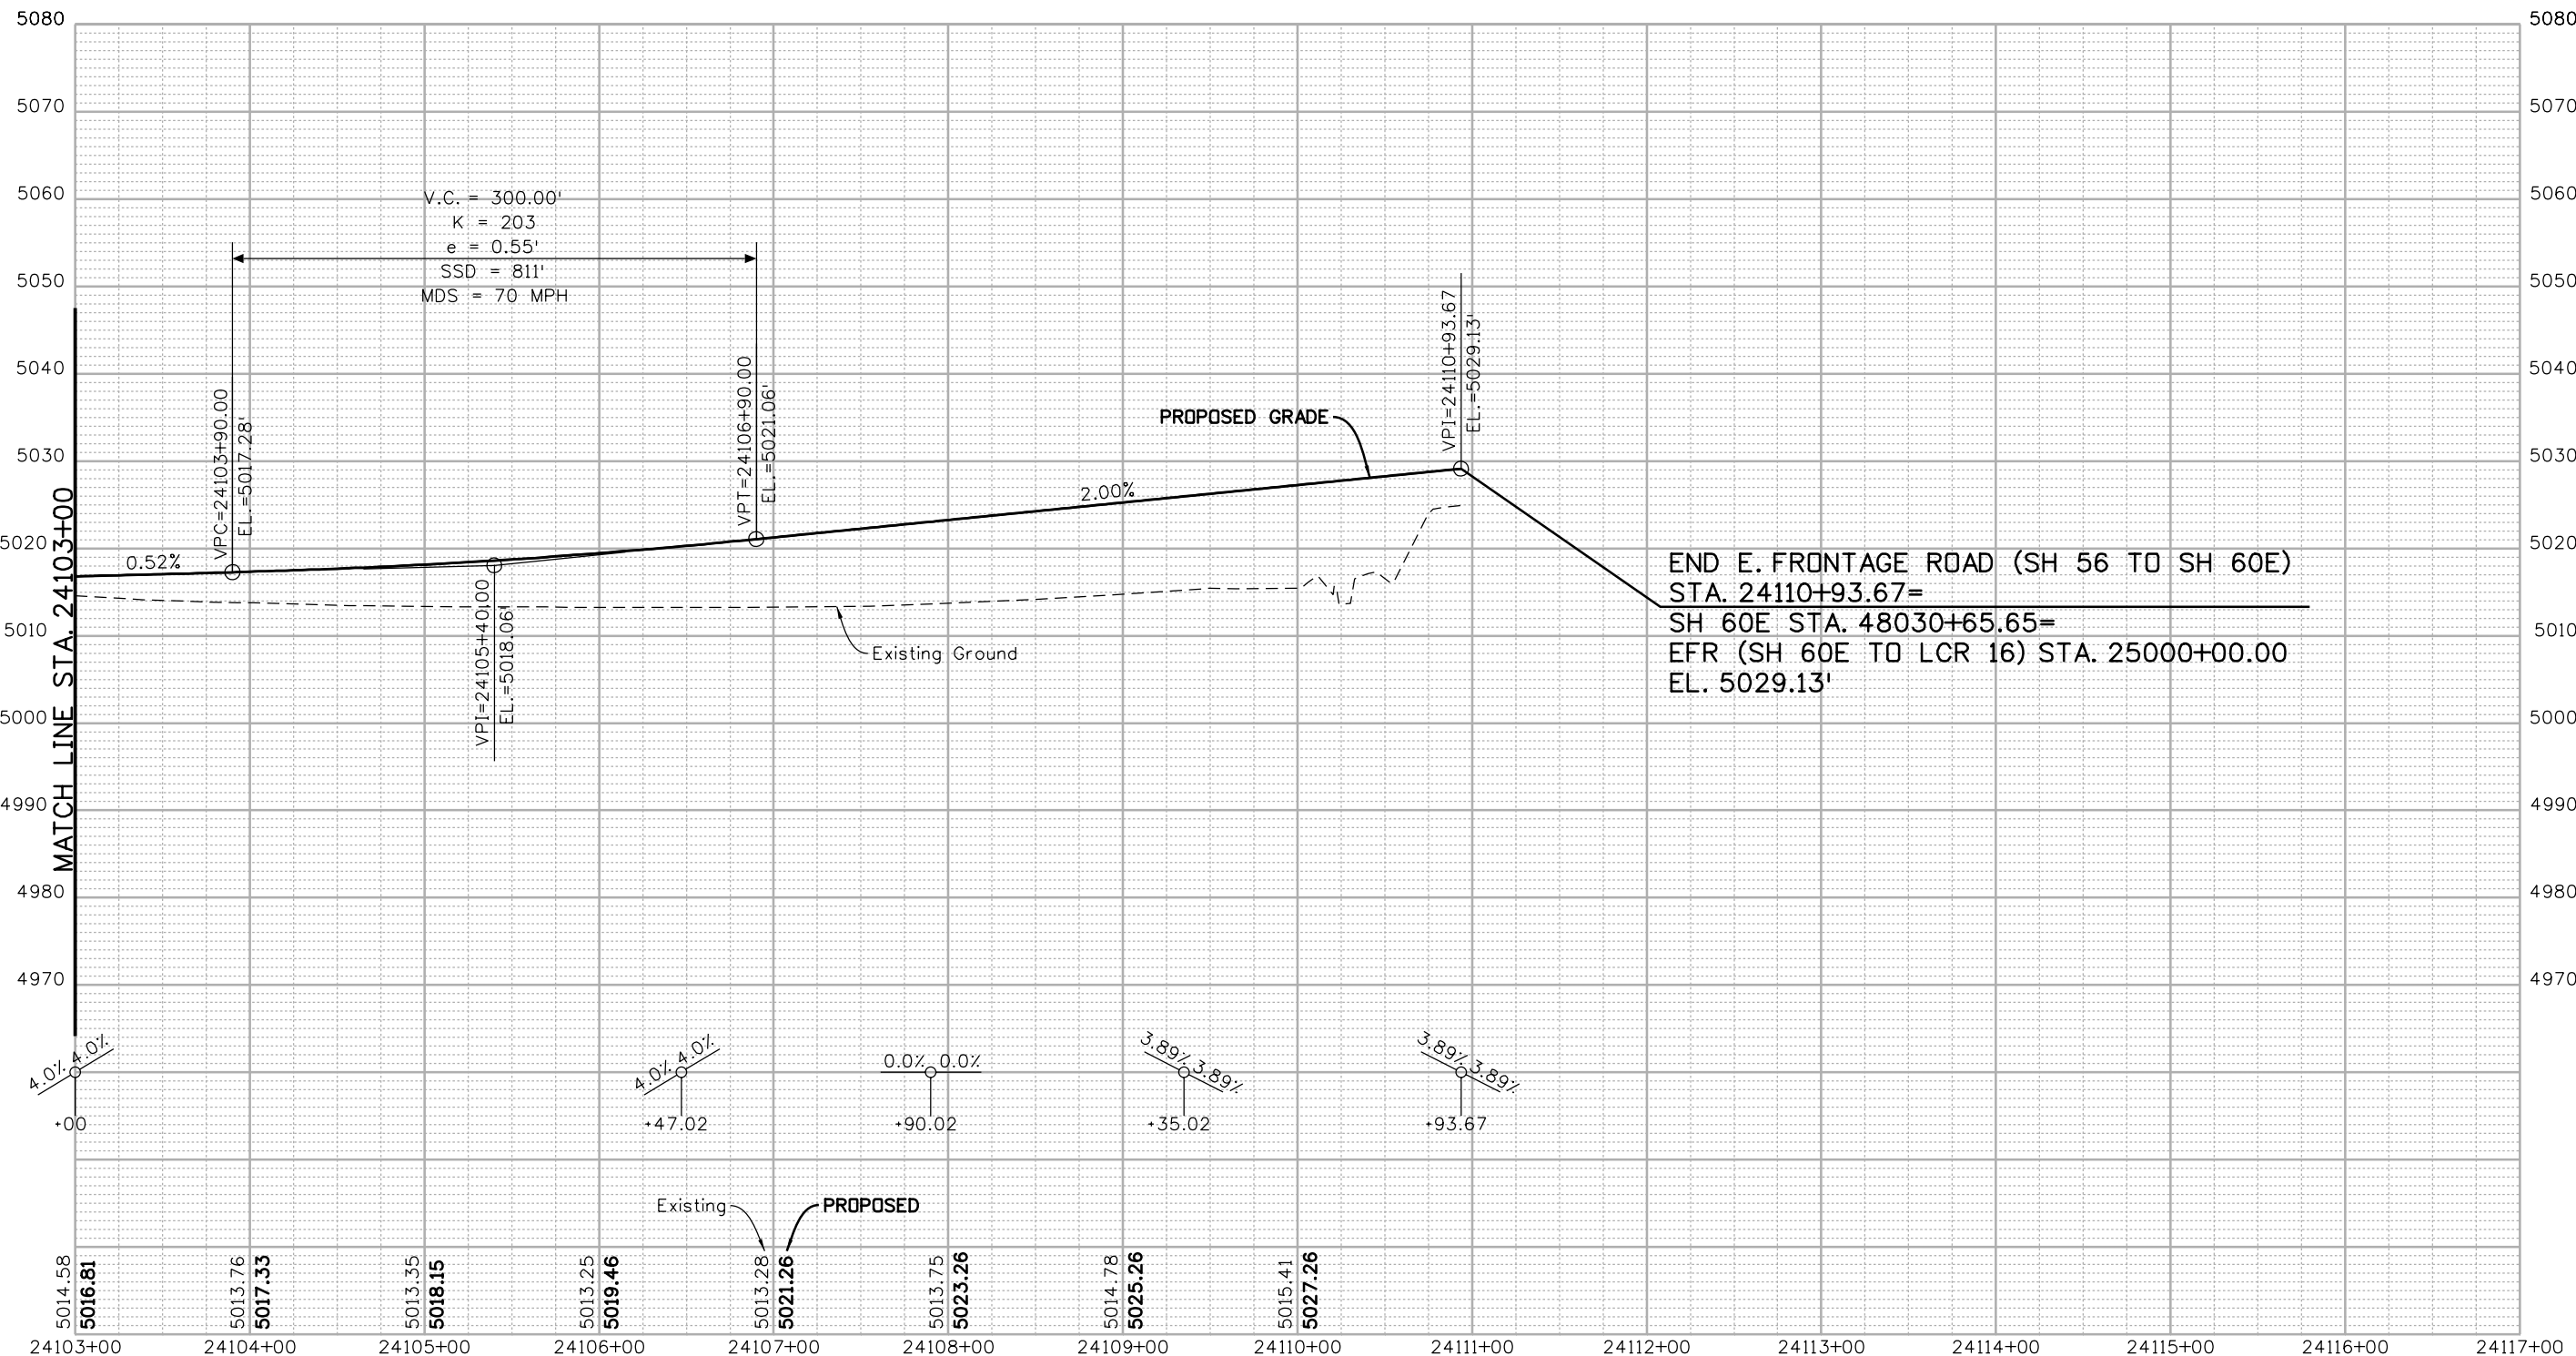 5080
5080
5070
5070
5060
5060
V.C. = 300.00'
K = 203
e = 0.55'
SSD = 811'
MDS = 70 MPH
5050
5050
5040
5040
5030
5030
5020
5020
5010
5010
5000
5000
4990
4990
4980
4980
4970
4970
MATCH LINE STA. 24103+00
0.52%
VPC=24103+90.00
EL.=5017.28'
VPI=24105+40.00
EL.=5018.06'
VPT=24106+90.00
EL.=5021.06'
2.00%
PROPOSED GRADE
VPI=24110+93.67
EL.=5029.13'
Existing Ground
END E. FRONTAGE ROAD (SH 56 TO SH 60E)
STA. 24110+93.67=
SH 60E STA. 48030+65.65=
EFR (SH 60E TO LCR 16) STA. 25000+00.00
EL. 5029.13'
4.0% 4.0%
4.0% 4.0%
0.0% 0.0%
3.89% 3.89%
3.89% 3.89%
+00
+47.02
+90.02
+35.02
+93.67
Existing
PROPOSED
5014.58
5016.81
5013.76
5017.33
5013.35
5018.15
5013.25
5019.46
5013.28
5021.26
5013.75
5023.26
5014.78
5025.26
5015.41
5027.26
24103+00 24104+00 24105+00 24106+00 24107+00 24108+00 24109+00 24110+00 24111+00 24112+00 24113+00 24114+00 24115+00 24116+00 24117+00